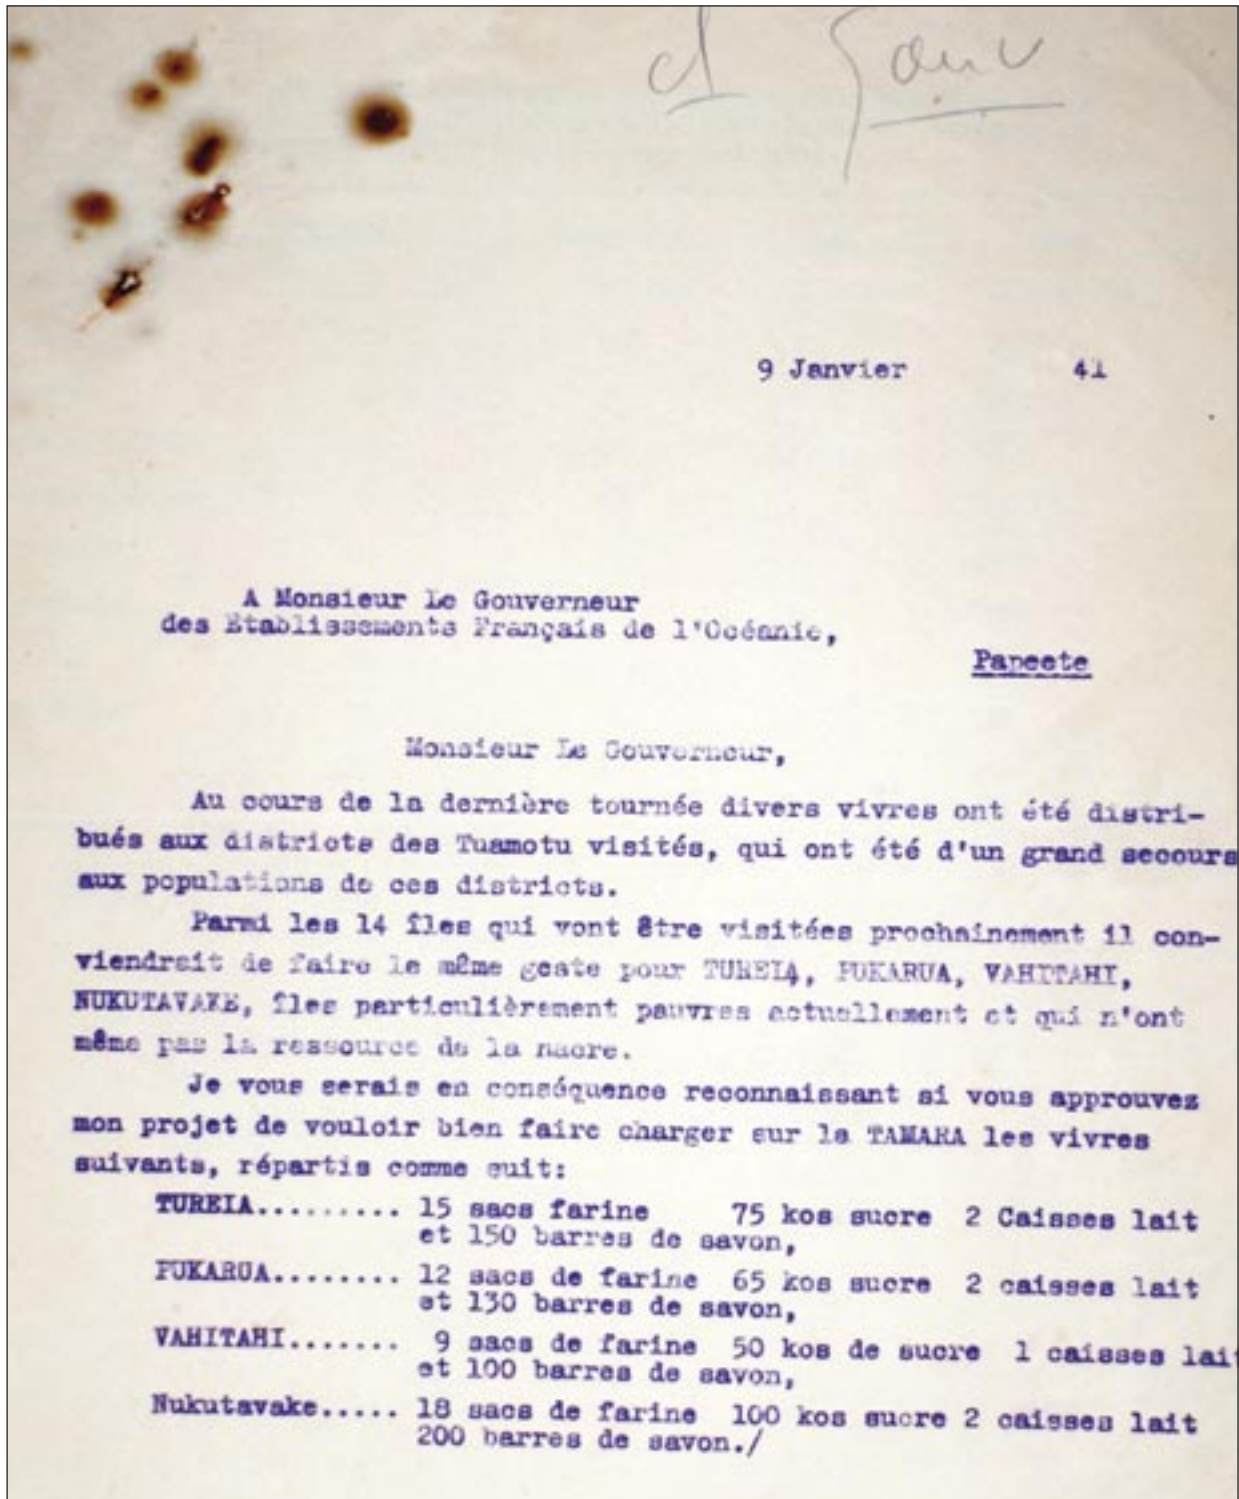 Gouv
9 Janvier 41
A Monsieur Le Gouverneur
des Etablissements Français de l'Océanie,
Papeete
Monsieur Le Gouverneur,
Au cours de la dernière tournée divers vivres ont été distri-
bués aux districts des Tuamotu visités, qui ont été d'un grand secours
aux populations de ces districts.
Parmi les 14 îles qui vont être visitées prochainement il con-
viendrait de faire le même geste pour TUREIA, PUKARUA, VAHITAHI,
NUKUTAVAKE, îles particulièrement pauvres actuellement et qui n'ont
même pas la ressource de la nacre.
Je vous serais en conséquence reconnaissant si vous approuvez
mon projet de vouloir bien faire charger sur la TAMARA les vivres
suivants, répartis comme suit:
TUREIA......... 15 sacs farine 75 kos sucre 2 Caisses lait
et 150 barres de savon,
PUKARUA........ 12 sacs de farine 65 kos sucre 2 caisses lait
et 130 barres de savon,
VAHITAHI....... 9 sacs de farine 50 kos de sucre 1 caisses lait
et 100 barres de savon,
Nukutavake..... 18 sacs de farine 100 kos sucre 2 caisses lait
200 barres de savon./